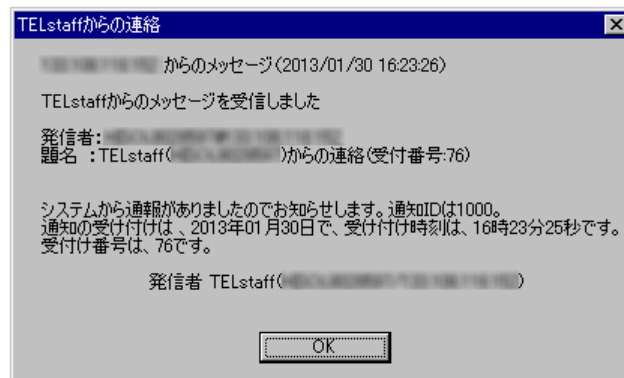 TELstaffからの連絡
からのメッセージ(2013/01/30 16:23:26)
TELstaffからのメッセージを受信しました
発信者:
題名 :TELstaff( )からの連絡(受付番号:76)
システムから通報がありましたのでお知らせします。通知IDは1000。
通知の受け付けは 、2013年01月30日で、受け付け時刻は、16時23分25秒です。
受付け番号は、76です。
発信者 TELstaff( )
OK